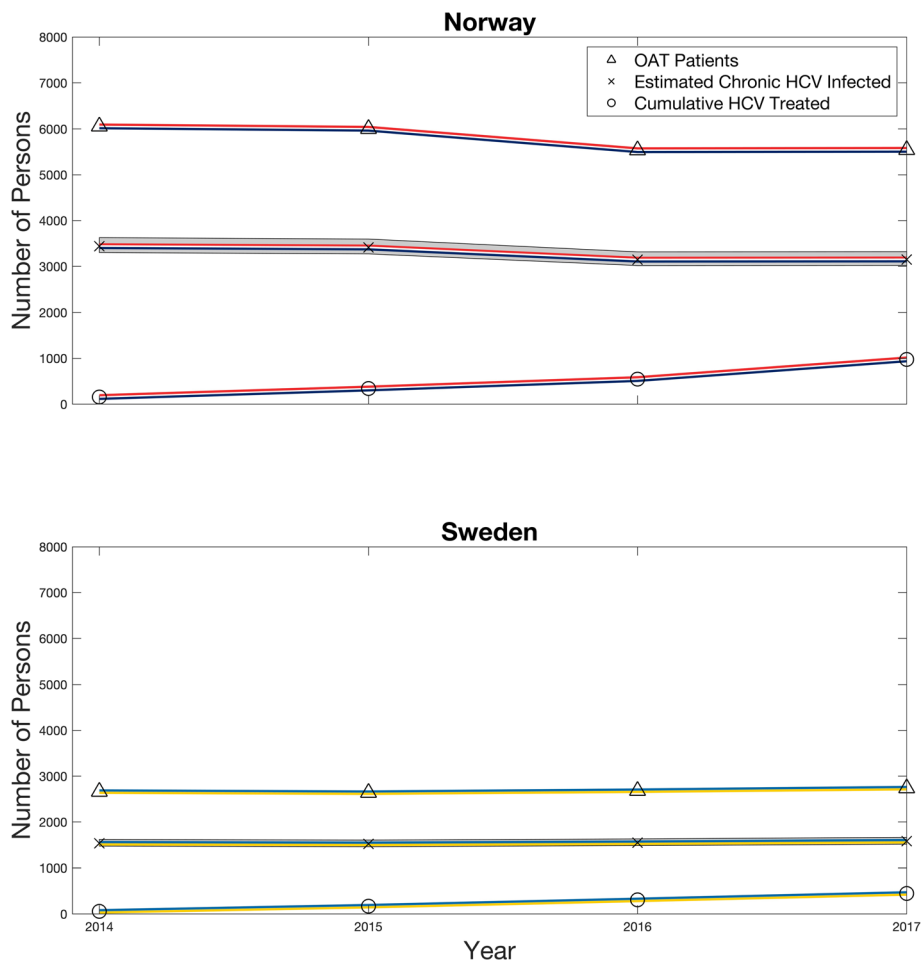 Norway
8000
7000
6000
5000
4000
3000
2000
1000
0
Number of Persons
OAT Patients
Estimated Chronic HCV Infected
Cumulative HCV Treated
Sweden
8000
7000
6000
5000
4000
3000
2000
1000
0
Number of Persons
2014 2015 2016 2017
Year